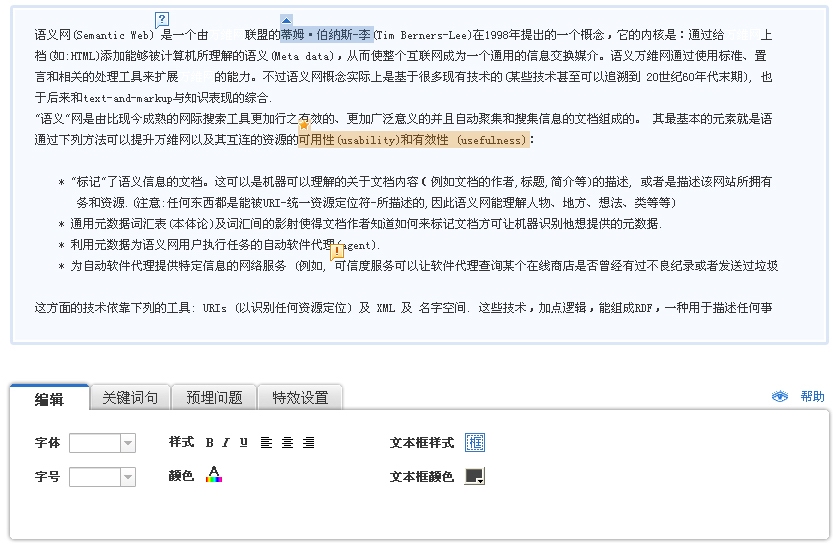 语义网(Semantic Web) 是一个由 联盟的蒂姆·伯纳斯-李(Tim Berners-Lee)在1998年提出的一个概念，它的内核是：通过给 上
档(如:HTML)添加能够被计算机所理解的语义(Meta data)，从而使整个互联网成为一个通用的信息交换媒介。语义万维网通过使用标准、置
言和相关的处理工具来扩展 的能力。不过语义网概念实际上是基于很多现有技术的(某些技术甚至可以追溯到 20世纪60年代末期)，也
于后来和text-and-markup与知识表现的综合.
“语义”网是由比现今成熟的网际搜索工具更加行之有效的、更加广泛意义的并且自动聚集和搜集信息的文档组成的。 其最基本的元素就是语
通过下列方法可以提升万维网以及其互连的资源的可用性(usability)和有效性 (usefulness)：
* “标记”了语义信息的文档。这可以是机器可以理解的关于文档内容 ( 例如文档的作者,标题,简介等)的描述, 或者是描述该网站所拥有
务和资源.(注意:任何东西都是能被URI-统一资源定位符-所描述的,因此语义网能理解人物、地方、想法、类等等)
* 通用元数据词汇表(本体论)及词汇间的影射使得文档作者知道如何来标记文档方可让机器识别他想提供的元数据.
* 利用元数据为语义网用户执行任务的自动软件代理(agent).
* 为自动软件代理提供特定信息的网络服务 (例如, 可信度服务可以让软件代理查询某个在线商店是否曾经有过不良纪录或者发送过垃圾
这方面的技术依靠下列的工具: URIs (以识别任何资源定位) 及 XML 及 名字空间. 这些技术，加点逻辑，能组成RDF，一种用于描述任何事
编辑 关键词句 预埋问题 特效设置 帮助
字体 样式 B I U 文本框样式 框
字号 颜色 A 文本框颜色